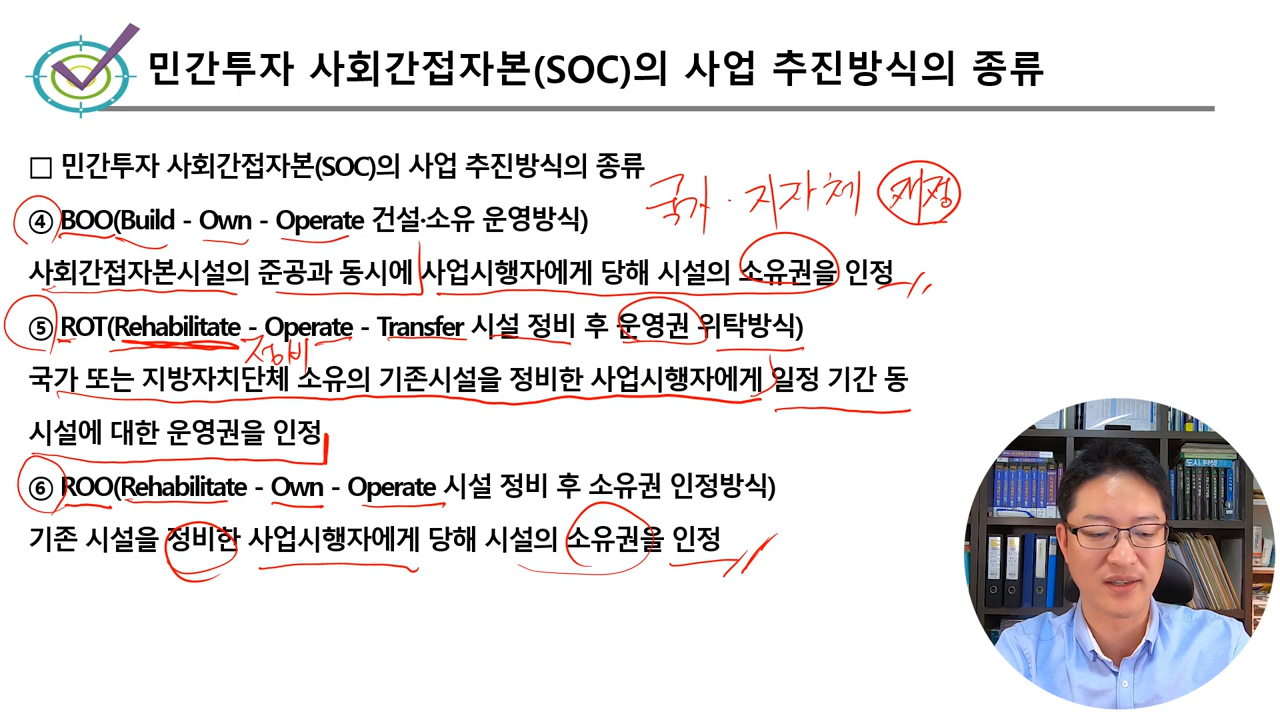 민간투자 사회간접자본(SOC)의 사업 추진방식의 종류
□ 민간투자 사회간접자본(SOC)의 사업 추진방식의 종류
국가·지자체 재정
④ BOO(Build - Own - Operate 건설·소유 운영방식)
사회간접자본시설의 준공과 동시에 사업시행자에게 당해 시설의 소유권을 인정
⑤ ROT(Rehabilitate - Operate - Transfer 시설 정비 후 운영권 위탁방식)
정비
국가 또는 지방자치단체 소유의 기존시설을 정비한 사업시행자에게 일정 기간 동
시설에 대한 운영권을 인정
⑥ ROO(Rehabilitate - Own - Operate 시설 정비 후 소유권 인정방식)
기존 시설을 정비한 사업시행자에게 당해 시설의 소유권을 인정